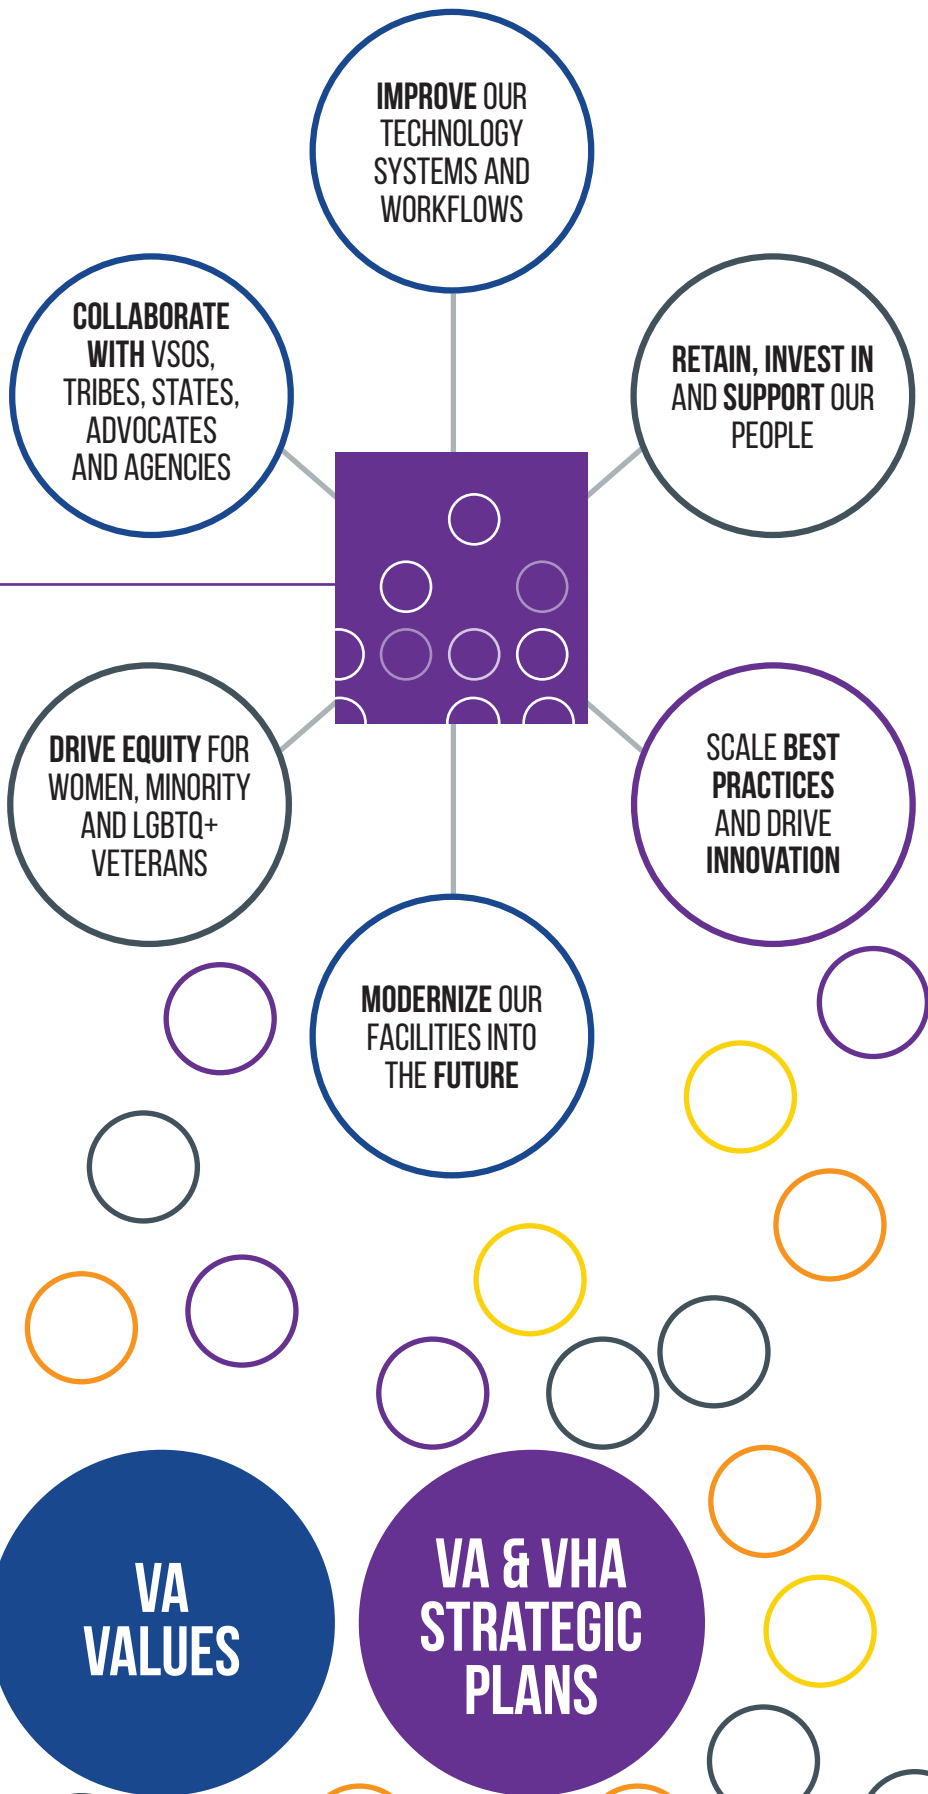 IMPROVE OUR
TECHNOLOGY
SYSTEMS AND
WORKFLOWS
COLLABORATE
WITH VSOS,
TRIBES, STATES,
ADVOCATES
AND AGENCIES
RETAIN, INVEST IN
AND SUPPORT OUR
PEOPLE
DRIVE EQUITY FOR
WOMEN, MINORITY
AND LGBTQ+
VETERANS
SCALE BEST
PRACTICES
AND DRIVE
INNOVATION
MODERNIZE OUR
FACILITIES INTO
THE FUTURE
VA
VALUES
VA & VHA
STRATEGIC
PLANS